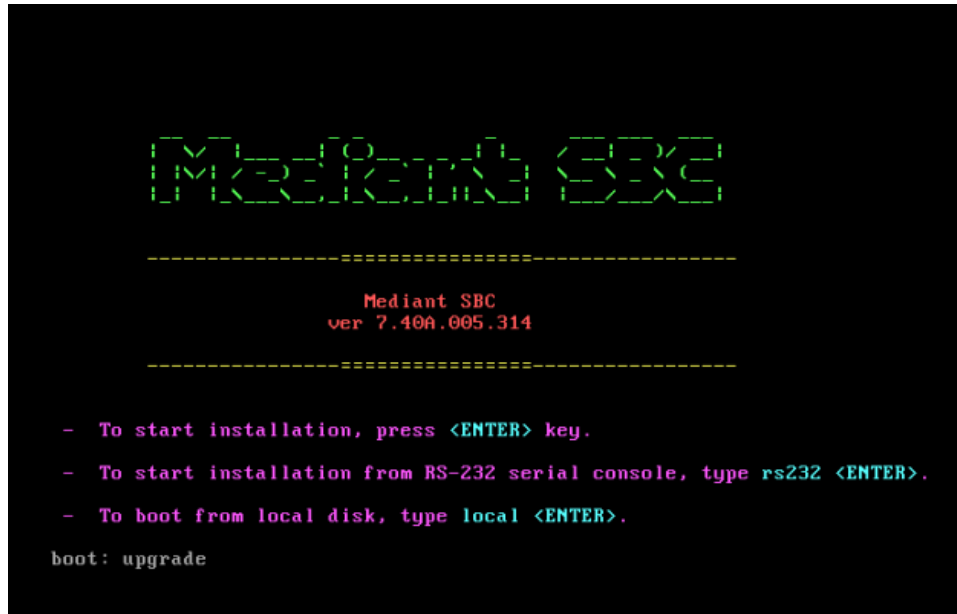 Mediant SBC
----------------================-----------------
Mediant SBC
ver 7.40A.005.314
----------------================-----------------
- To start installation, press <ENTER> key.
- To start installation from RS-232 serial console, type rs232 <ENTER>.
- To boot from local disk, type local <ENTER>.
boot: upgrade